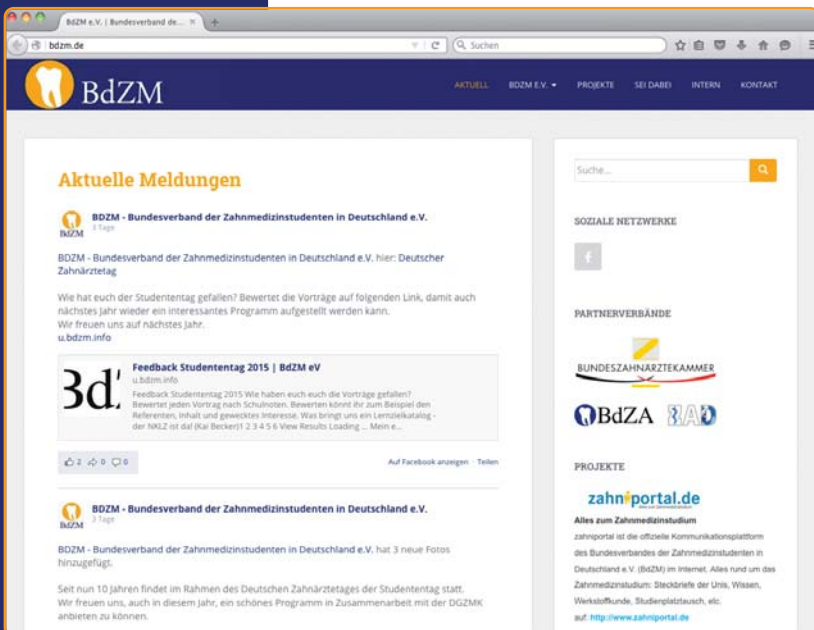 BdZM e.V. | Bundesverband de...
bdzm.de
Suchen
BdZM
AKTUELL BDZM E.V. PROJEKTE SEI DABEI INTERN KONTAKT
Aktuelle Meldungen
BDZM - Bundesverband der Zahnmedizinstudenten in Deutschland e.V.
3 Tage
BdZM
BDZM - Bundesverband der Zahnmedizinstudenten in Deutschland e.V. hier: Deutscher
Zahnärztetag
Wie hat euch der Studententag gefallen? Bewertet die Vorträge auf folgenden Link, damit auch
nächstes Jahr wieder ein interessantes Programm aufgestellt werden kann.
Wir freuen uns auf nächstes Jahr.
u.bdzm.info
Bd
Feedback Studententag 2015 | BdZM eV
u.bdzm.info
Feedback Studententag 2015 Wie haben euch euch die Vorträge gefallen?
Bewertet jeden Vortrag nach Schulnoten. Bewerten könnt ihr zum Beispiel den
Referenten, Inhalt und gewecktes Interesse. Was bringt uns ein Lernzielkatalog -
der NKLZ ist da! (Kai Becker)1 2 3 4 5 6 View Results Loading ... Mein e...
2 0 0
Auf Facebook anzeigen · Teilen
BDZM - Bundesverband der Zahnmedizinstudenten in Deutschland e.V.
3 Tage
BdZM
BDZM - Bundesverband der Zahnmedizinstudenten in Deutschland e.V. hat 3 neue Fotos
hinzugefügt.
Seit nun 10 Jahren findet im Rahmen des Deutschen Zahnärztetages der Studententag statt.
Wir freuen uns, auch in diesem Jahr, ein schönes Programm in Zusammenarbeit mit der DGZMK
anbieten zu können.
Suche...
SOZIALE NETZWERKE
f
PARTNERVERBÄNDE
BUNDESZAHNÄRZTEKAMMER
BdZA
PROJEKTE
zahniportal.de
Alles zum Zahnmedizinstudium
zahniportal ist die offizielle Kommunikationsplattform
des Bundesverbandes der Zahnmedizinstudenten in
Deutschland e.V. (BdZM) im Internet. Alles rund um das
Zahnmedizinstudium: Steckbriefe der Unis, Wissen,
Werkstoffkunde, Studienplatztausch, etc.
auf: http://www.zahniportal.de